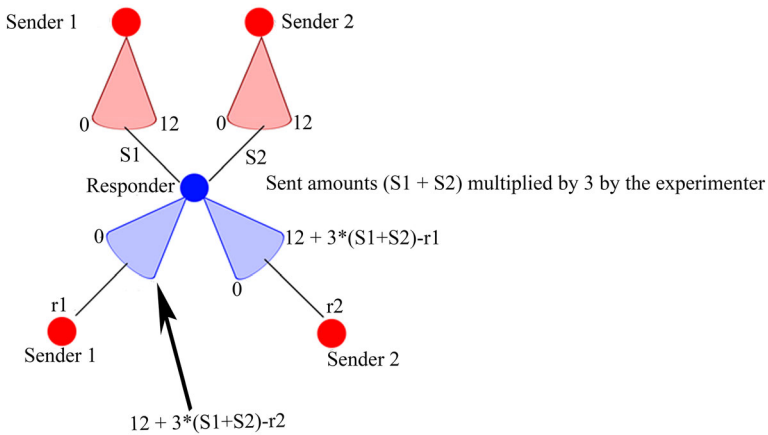 Sender 1
Sender 2
0
12
0
12
S1
S2
Responder
Sent amounts (S1 + S2) multiplied by 3 by the experimenter
0
12 + 3*(S1+S2)-r1
0
r1
r2
Sender 1
Sender 2
12 + 3*(S1+S2)-r2